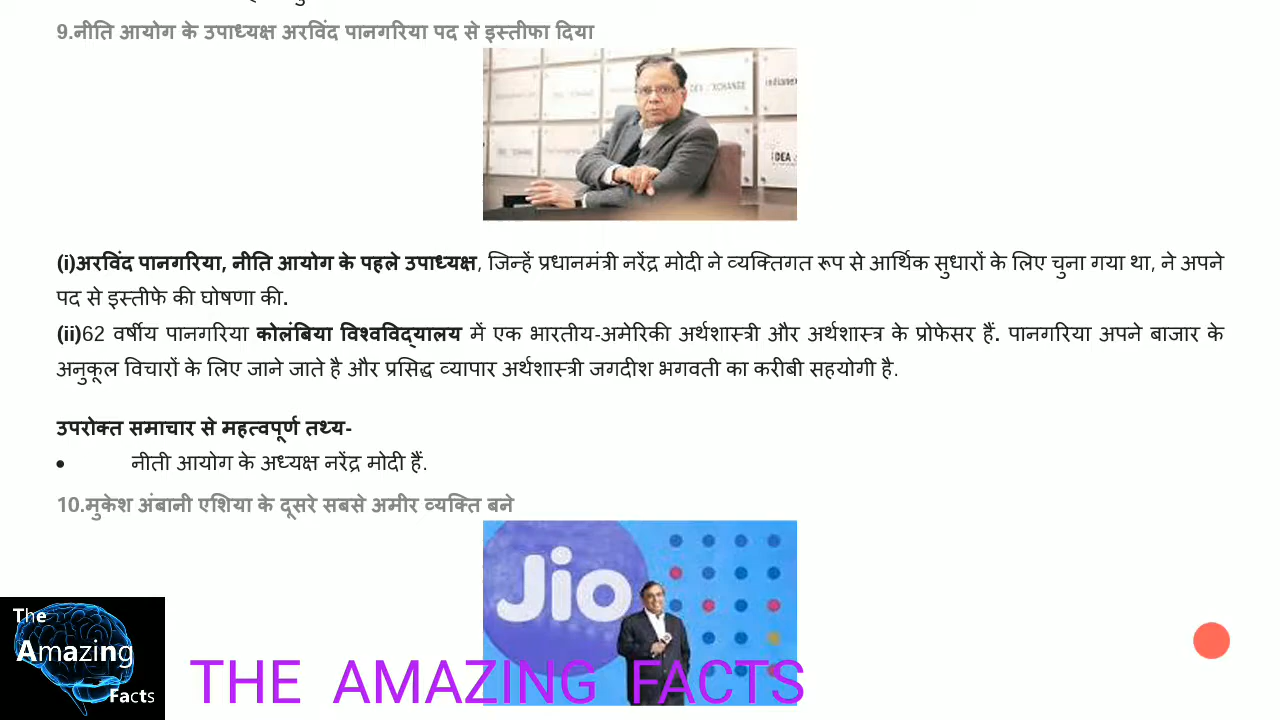 9.नीति आयोग के उपाध्यक्ष अरविंद पानगरिया पद से इस्तीफा दिया
(i)अरविंद पानगरिया, नीति आयोग के पहले उपाध्यक्ष, जिन्हें प्रधानमंत्री नरेंद्र मोदी ने व्यक्तिगत रूप से आर्थिक सुधारों के लिए चुना गया था, ने अपने
पद से इस्तीफे की घोषणा की.
(ii)62 वर्षीय पानगरिया कोलंबिया विश्वविद्यालय में एक भारतीय-अमेरिकी अर्थशास्त्री और अर्थशास्त्र के प्रोफेसर हैं. पानगरिया अपने बाजार के
अनुकूल विचारों के लिए जाने जाते है और प्रसिद्ध व्यापार अर्थशास्त्री जगदीश भगवती का करीबी सहयोगी है.
उपरोक्त समाचार से महत्वपूर्ण तथ्य-
• नीती आयोग के अध्यक्ष नरेंद्र मोदी हैं.
10.मुकेश अंबानी एशिया के दूसरे सबसे अमीर व्यक्ति बने
Jio
The
Amazing
Facts
THE AMAZING FACTS